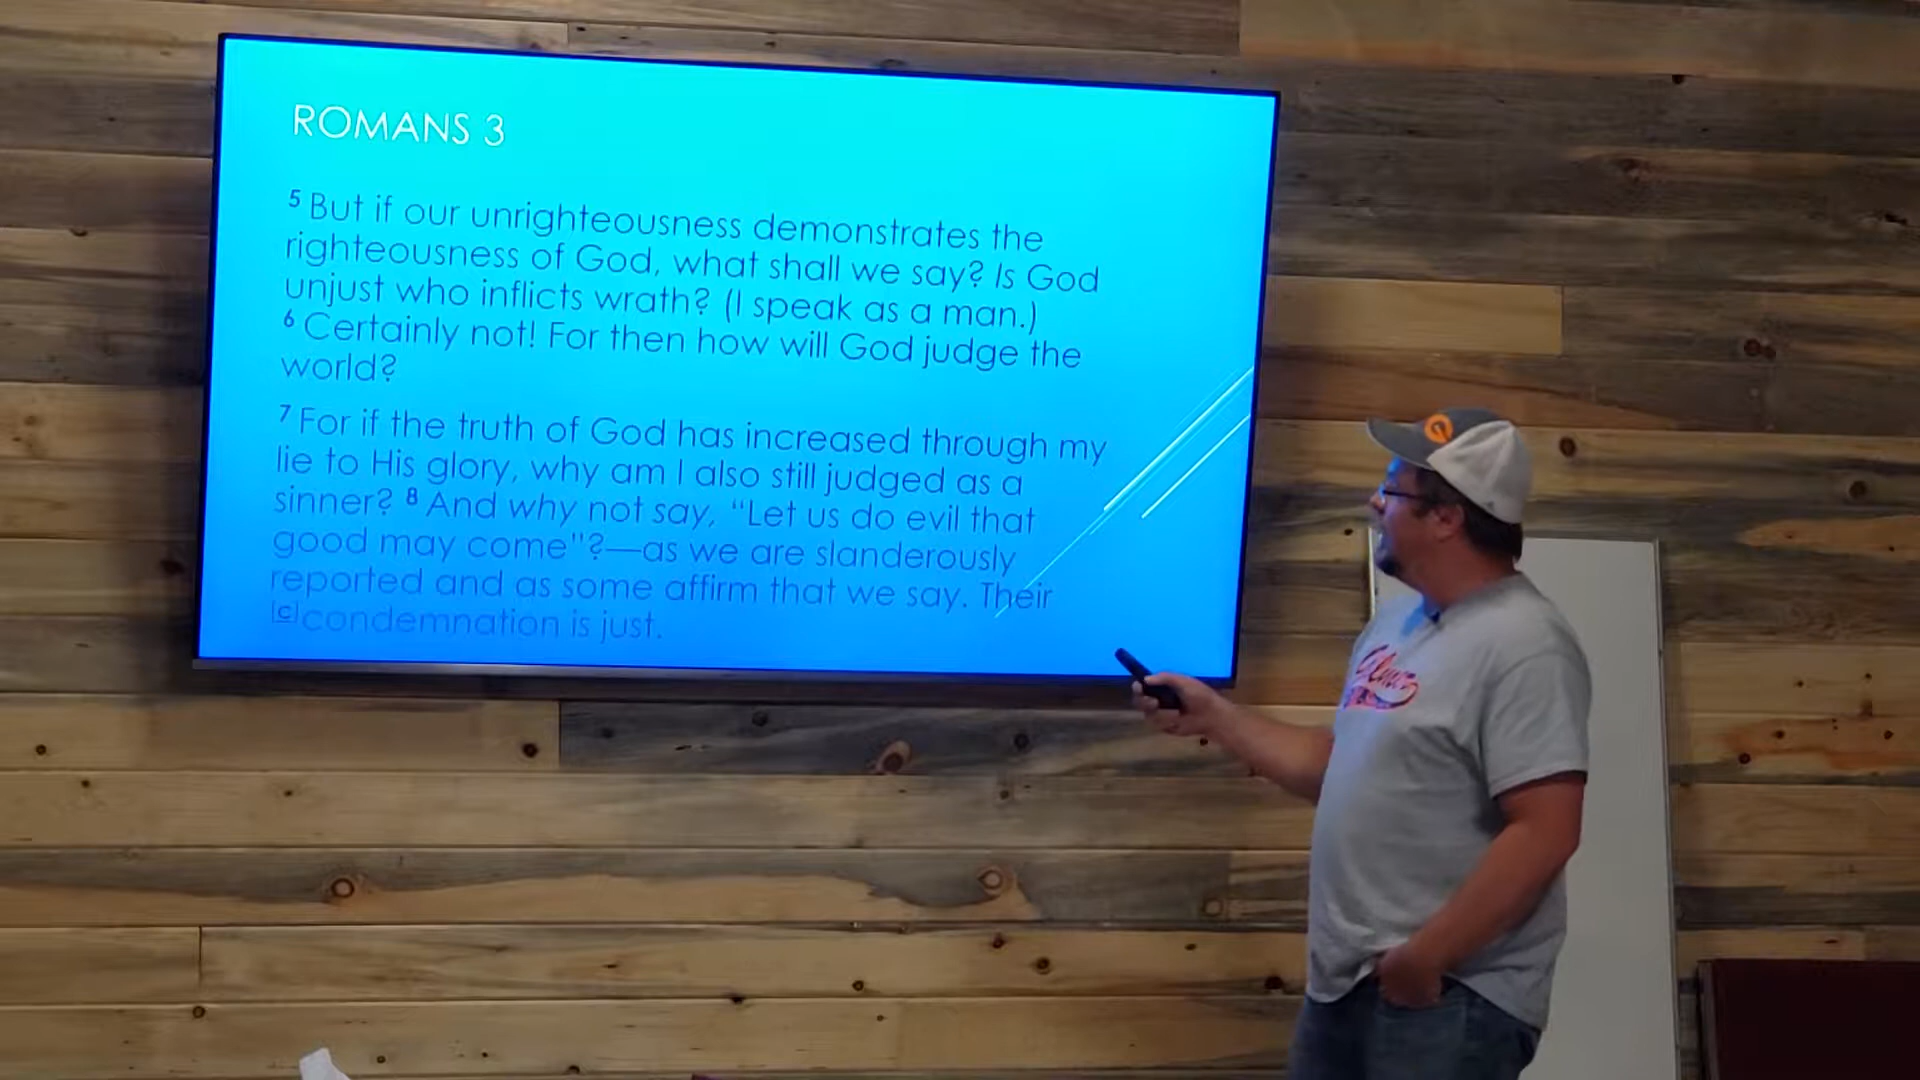 ROMANS 3
5 But if our unrighteousness demonstrates the
righteousness of God, what shall we say? Is God
unjust who inflicts wrath? (I speak as a man.)
6 Certainly not! For then how will God judge the
world?
7 For if the truth of God has increased through my
lie to His glory, why am I also still judged as a
sinner? 8 And why not say, “Let us do evil that
good may come”?—as we are slanderously
reported and as some affirm that we say. Their
[c]condemnation is just.